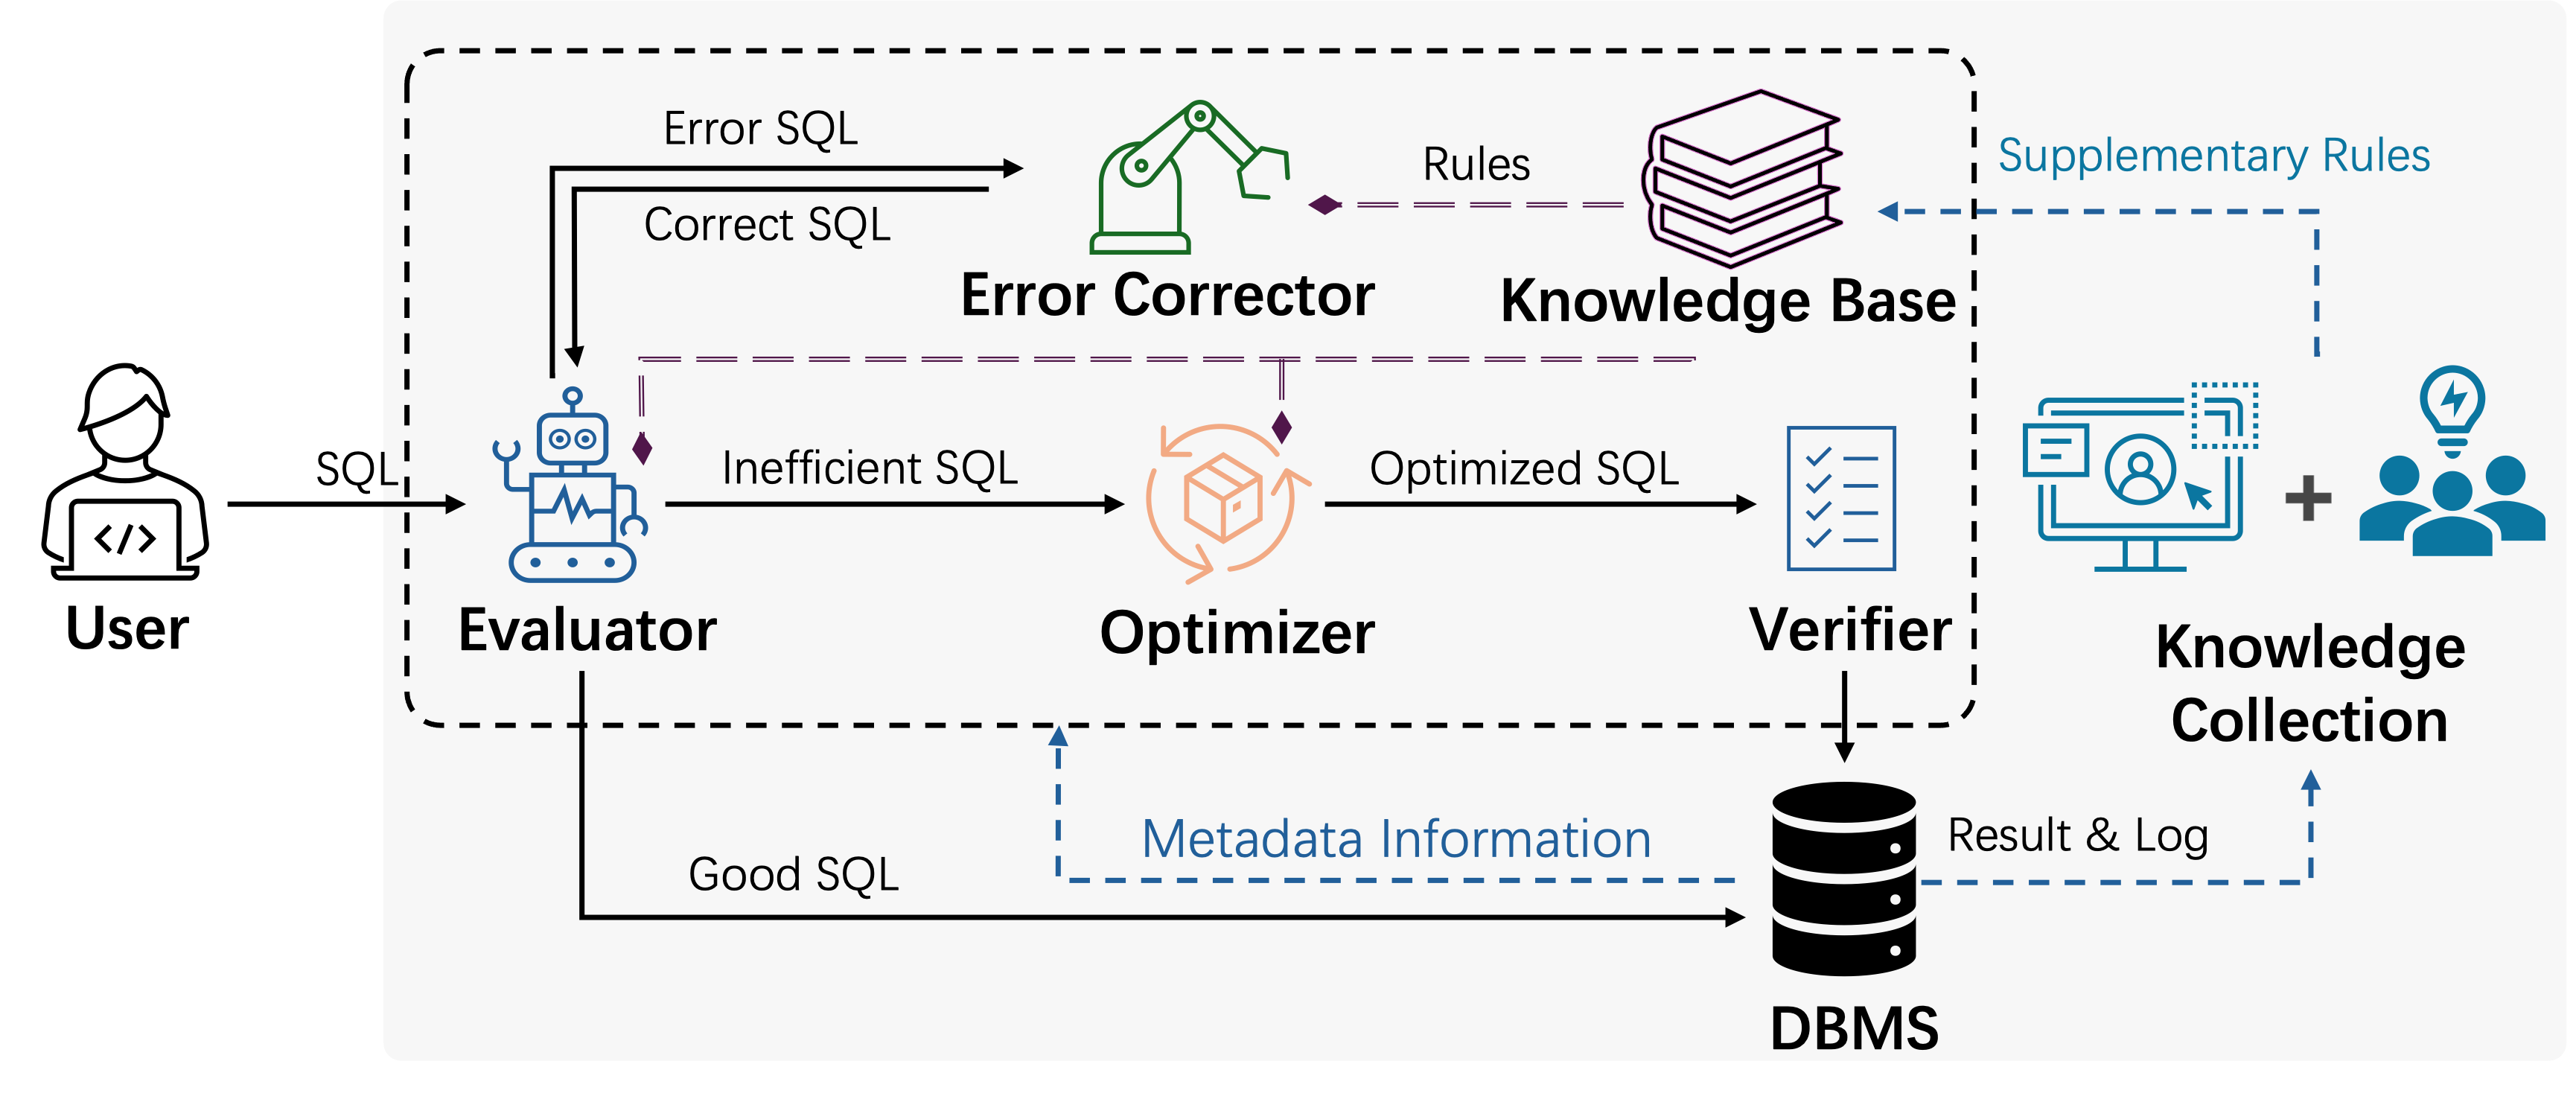 Error SQL
Correct SQL
Rules
Supplementary Rules
Error Corrector
Knowledge Base
SQL
Inefficient SQL
Optimized SQL
</>
User
Evaluator
Optimizer
Verifier
Knowledge
Collection
Metadata Information
Result & Log
Good SQL
DBMS